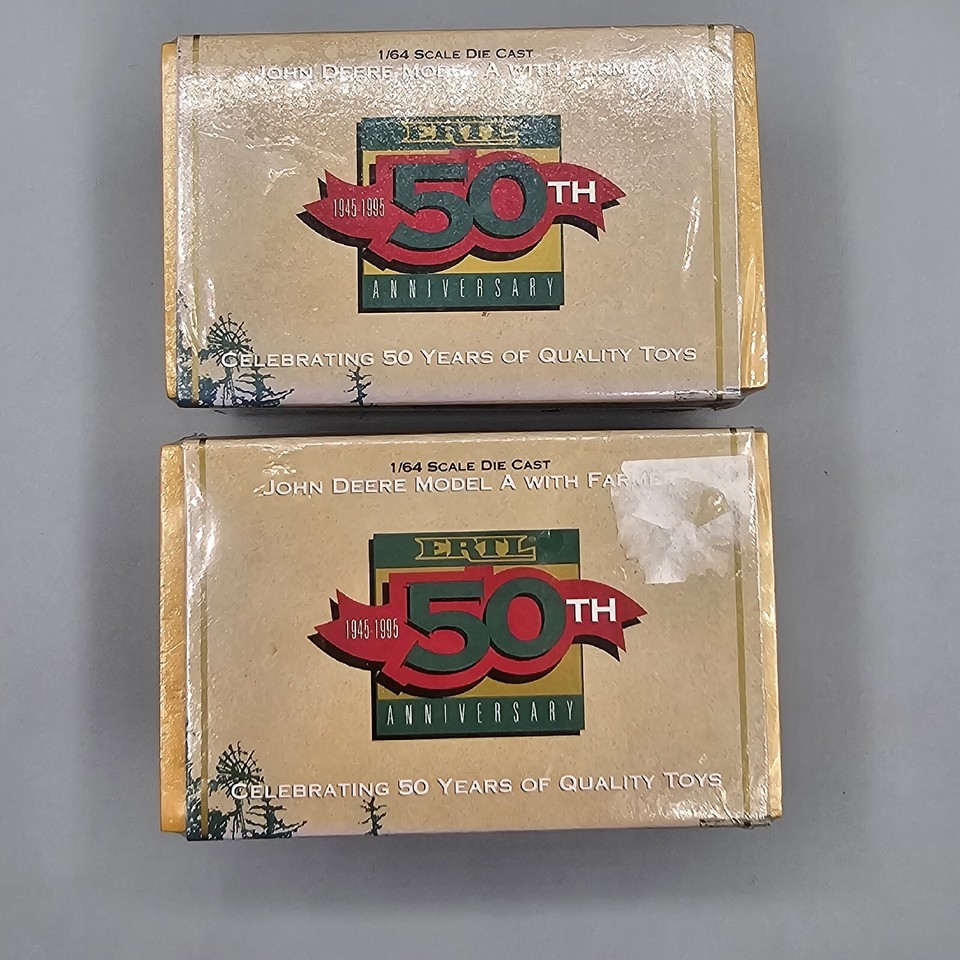 1/64 Scale Die Cast
John Deere Model A with Farmer
ERTL
1945-1995
50TH
ANNIVERSARY
Celebrating 50 Years of Quality Toys
1/64 Scale Die Cast
John Deere Model A with Farmer
ERTL
1945-1995
50TH
ANNIVERSARY
Celebrating 50 Years of Quality Toys